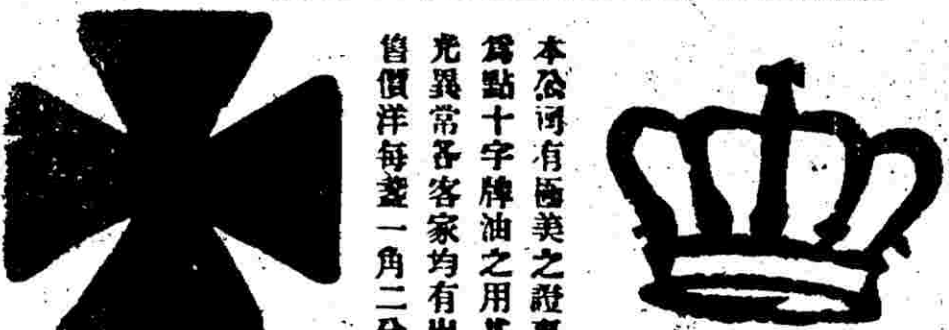 本公司有極美之證
爲點十字牌油之用
光異常各客家均有
售價洋每盞一角二分